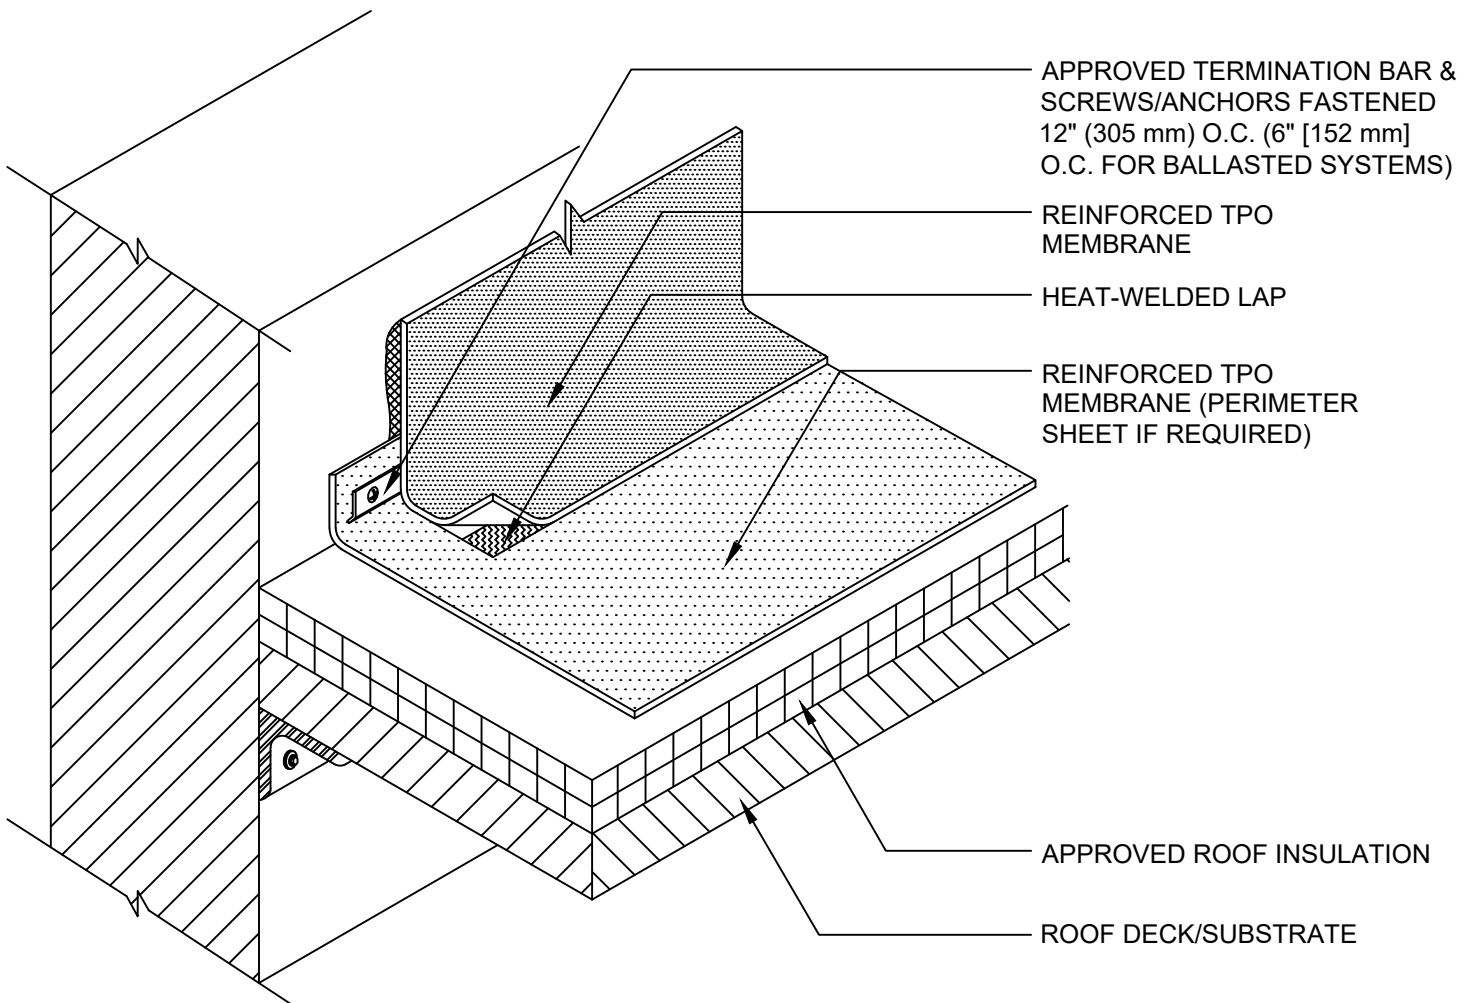 APPROVED TERMINATION BAR &
SCREWS/ANCHORS FASTENED
12" (305 mm) O.C. (6" [152 mm]
O.C. FOR BALLASTED SYSTEMS)
REINFORCED TPO
MEMBRANE
HEAT-WELDED LAP
REINFORCED TPO
MEMBRANE (PERIMETER
SHEET IF REQUIRED)
APPROVED ROOF INSULATION
ROOF DECK/SUBSTRATE